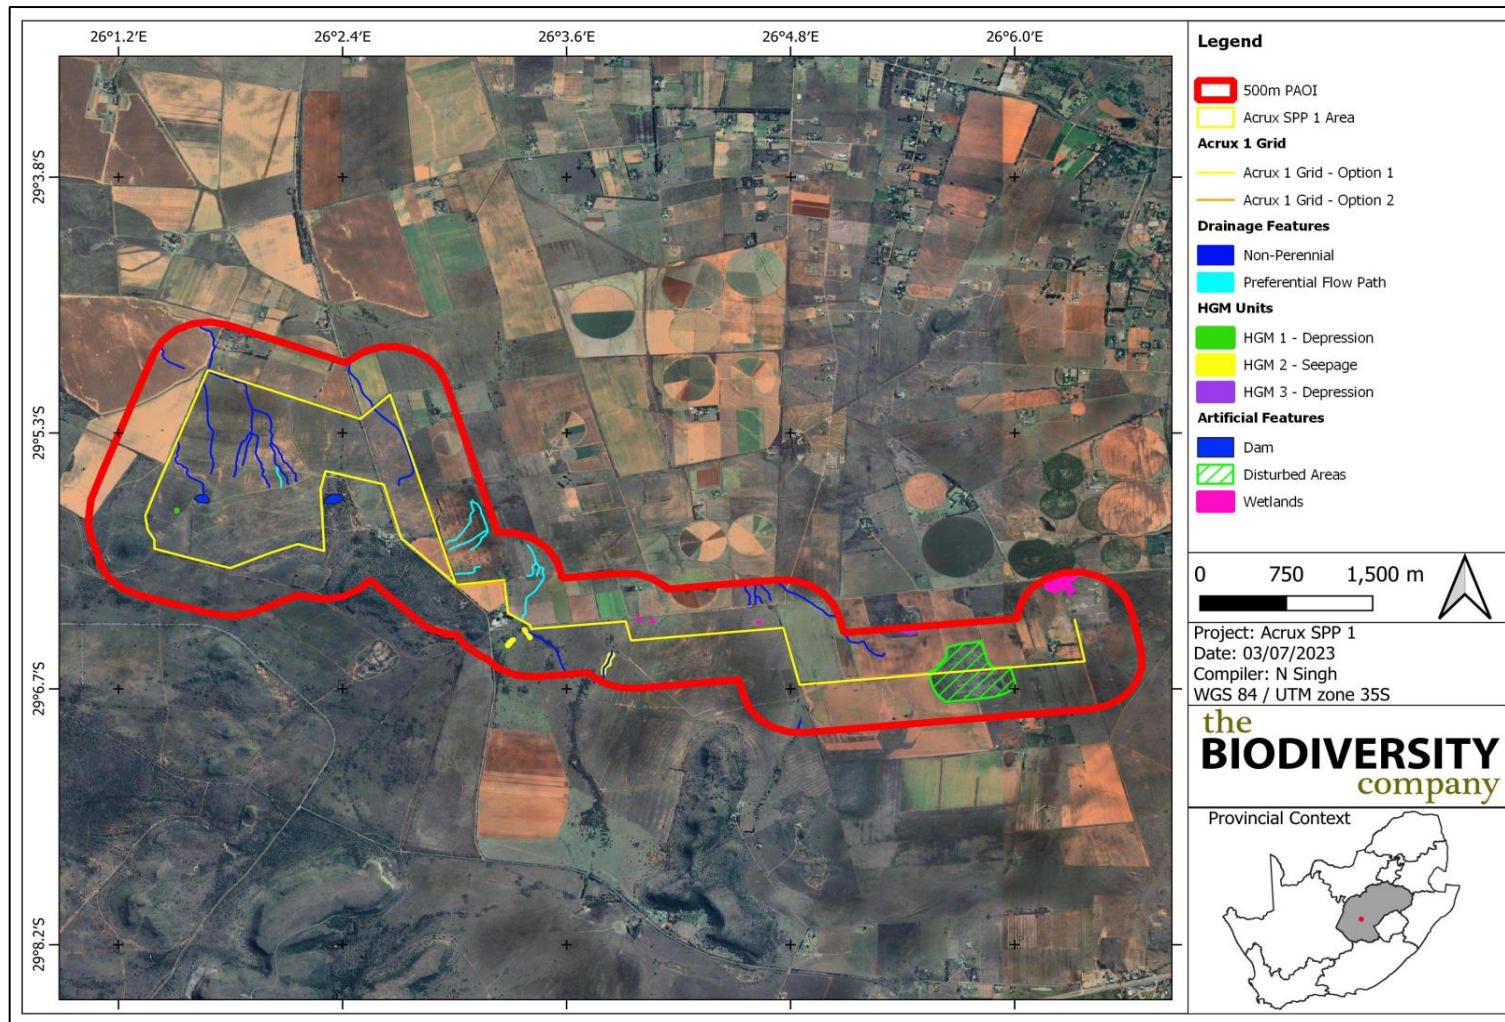 26°1.2'E 26°2.4'E 26°3.6'E 26°4.8'E 26°6.0'E
29°3.8'S
29°5.3'S
29°6.7'S
29°8.2'S
Legend
500m PAOI
Acrux SPP 1 Area
Acrux 1 Grid
Acrux 1 Grid - Option 1
Acrux 1 Grid - Option 2
Drainage Features
Non-Perennial
Preferential Flow Path
HGM Units
HGM 1 - Depression
HGM 2 - Seepage
HGM 3 - Depression
Artificial Features
Dam
Disturbed Areas
Wetlands
0 750 1,500 m
Project: Acrux SPP 1
Date: 03/07/2023
Compiler: N Singh
WGS 84 / UTM zone 35S
the
BIODIVERSITY
company
Provincial Context